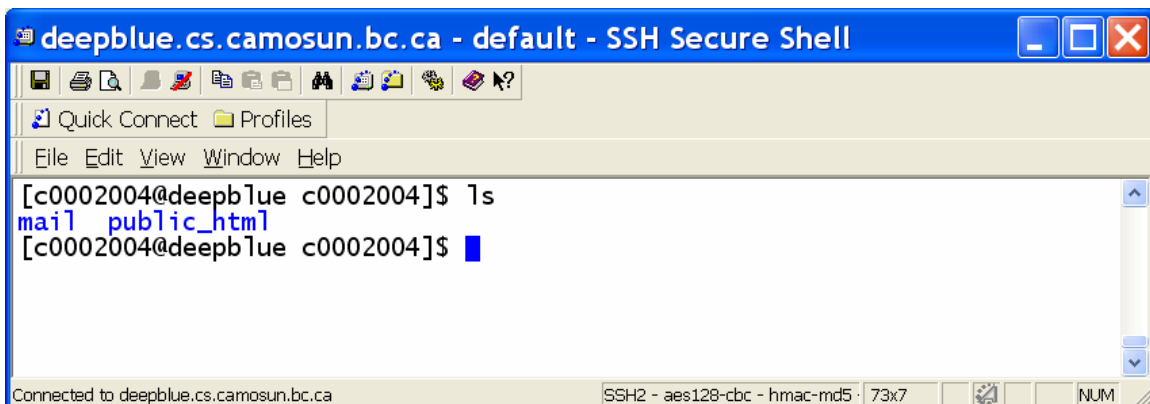 deepblue.cs.camosun.bc.ca - default - SSH Secure Shell
Quick Connect Profiles
File Edit View Window Help
[c0002004@deepblue c0002004]$ ls
mail public_html
[c0002004@deepblue c0002004]$
Connected to deepblue.cs.camosun.bc.ca SSH2 - aes128-cbc - hmac-md5 - 73x7 NUM